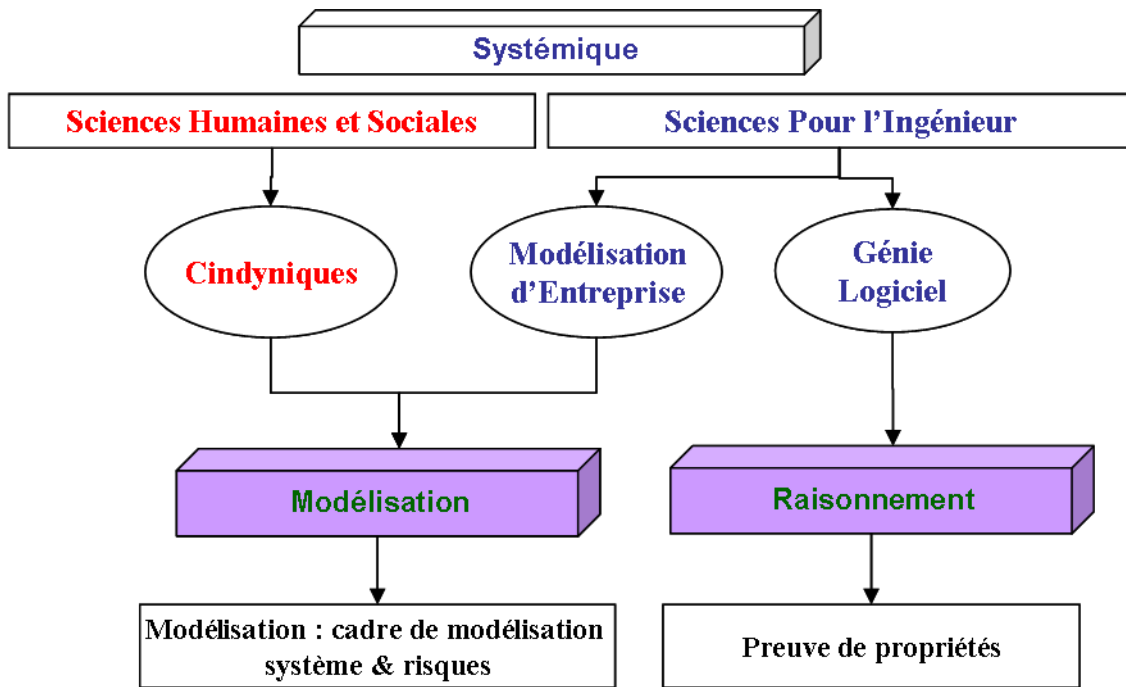 Systémique
Sciences Humaines et Sociales
Sciences Pour l'Ingénieur
Cindyniques
Modélisation
d'Entreprise
Génie
Logiciel
Modélisation
Raisonnement
Modélisation : cadre de modélisation
système & risques
Preuve de propriétés